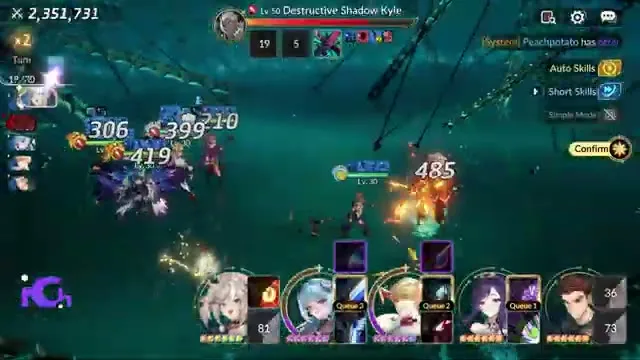 2,351,731
Lv 50 Destructive Shadow Kyle
x2
19 5
[System] Peachpotato has
Turn
Auto Skills
Short Skills
Simple Mode
Confirm
306
399
210
419
485
Lv. 30
Queue 3
Queue 2
Queue 1
36
81
73